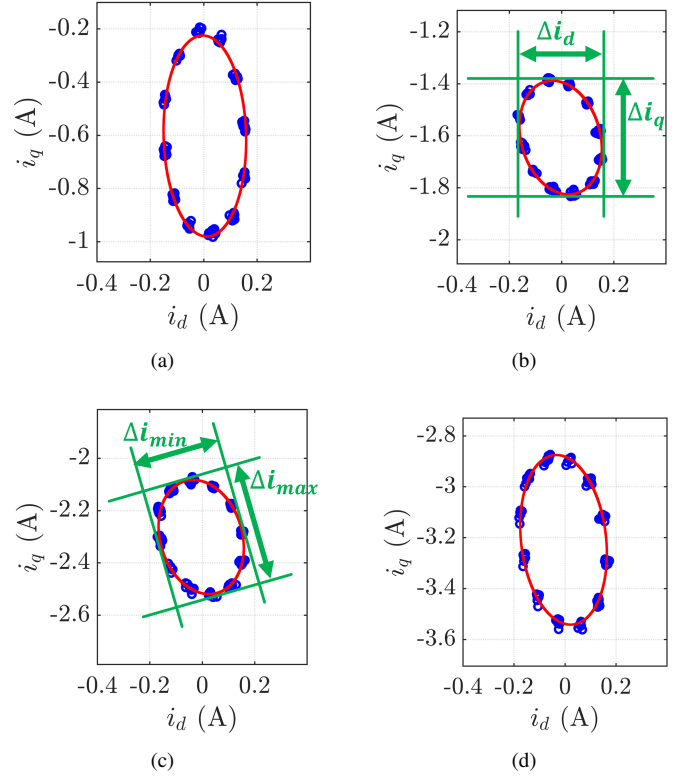 -0.2
-0.4
-0.6
-0.8
-1
i_q (A)
-0.4 -0.2 0 0.2
i_d (A)
(a)
-1.2
-1.4
-1.6
-1.8
-2
i_q (A)
Δi_d
Δi_q
-0.4 -0.2 0 0.2
i_d (A)
(b)
-2
-2.2
-2.4
-2.6
i_q (A)
Δi_min
Δi_max
-0.4 -0.2 0 0.2
i_d (A)
(c)
-2.8
-3
-3.2
-3.4
-3.6
i_q (A)
-0.4 -0.2 0 0.2 0.4
i_d (A)
(d)